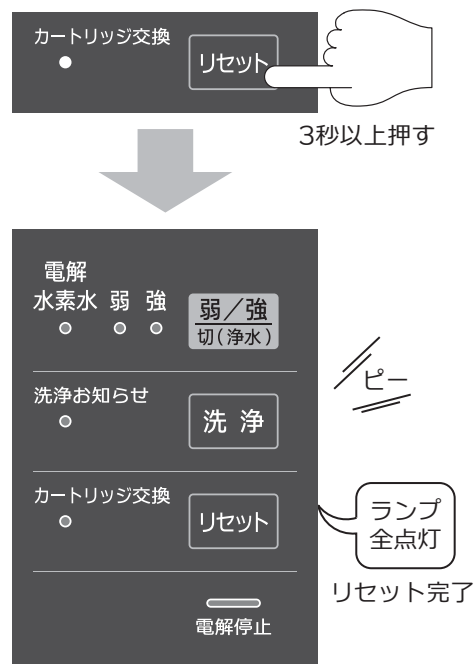 カートリッジ交換
リセット
3秒以上押す
電解
水素水 弱 強
弱／強
切(浄水)
ピー
洗浄お知らせ
洗 浄
カートリッジ交換
リセット
ランプ
全点灯
リセット完了
電解停止